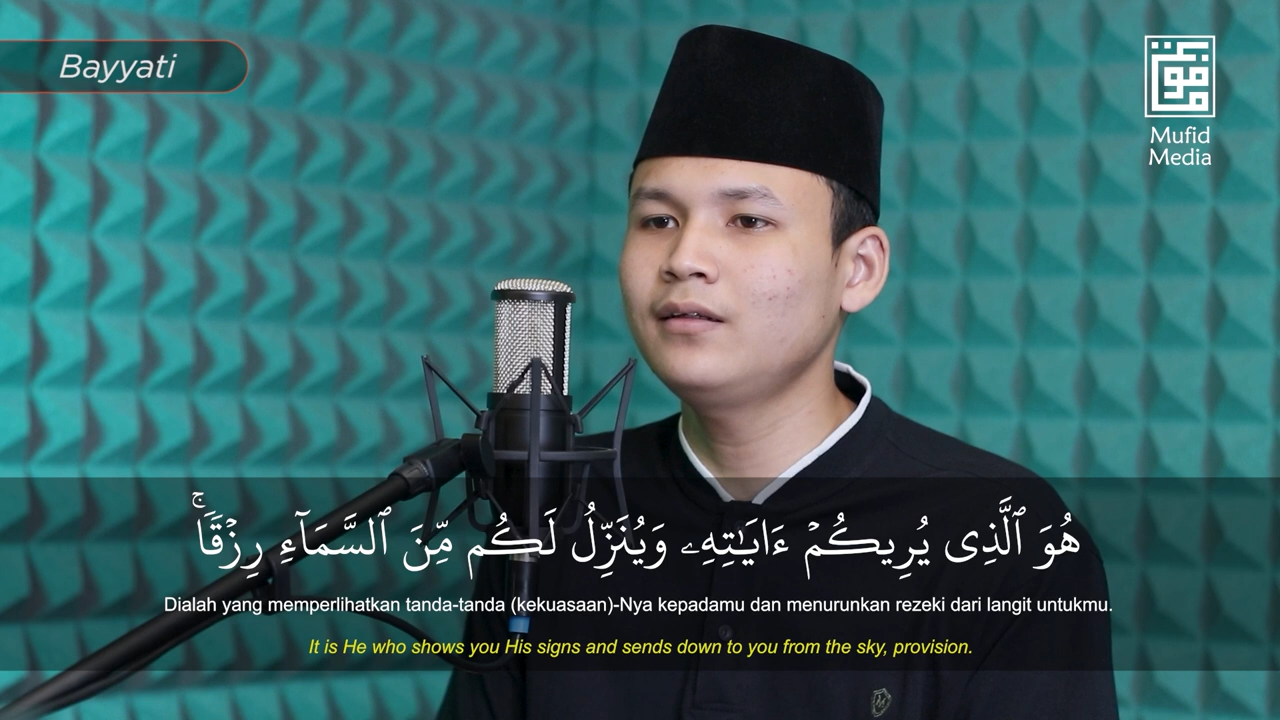 Bayyati
Mufid
Media
هُوَ ٱلَّذِى يُرِيكُمْ ءَايَـٰتِهِۦ وَيُنَزِّلُ لَكُم مِّنَ ٱلسَّمَآءِ رِزْقًۭا ۚ
Dialah yang memperlihatkan tanda-tanda (kekuasaan)-Nya kepadamu dan menurunkan rezeki dari langit untukmu.
It is He who shows you His signs and sends down to you from the sky, provision.